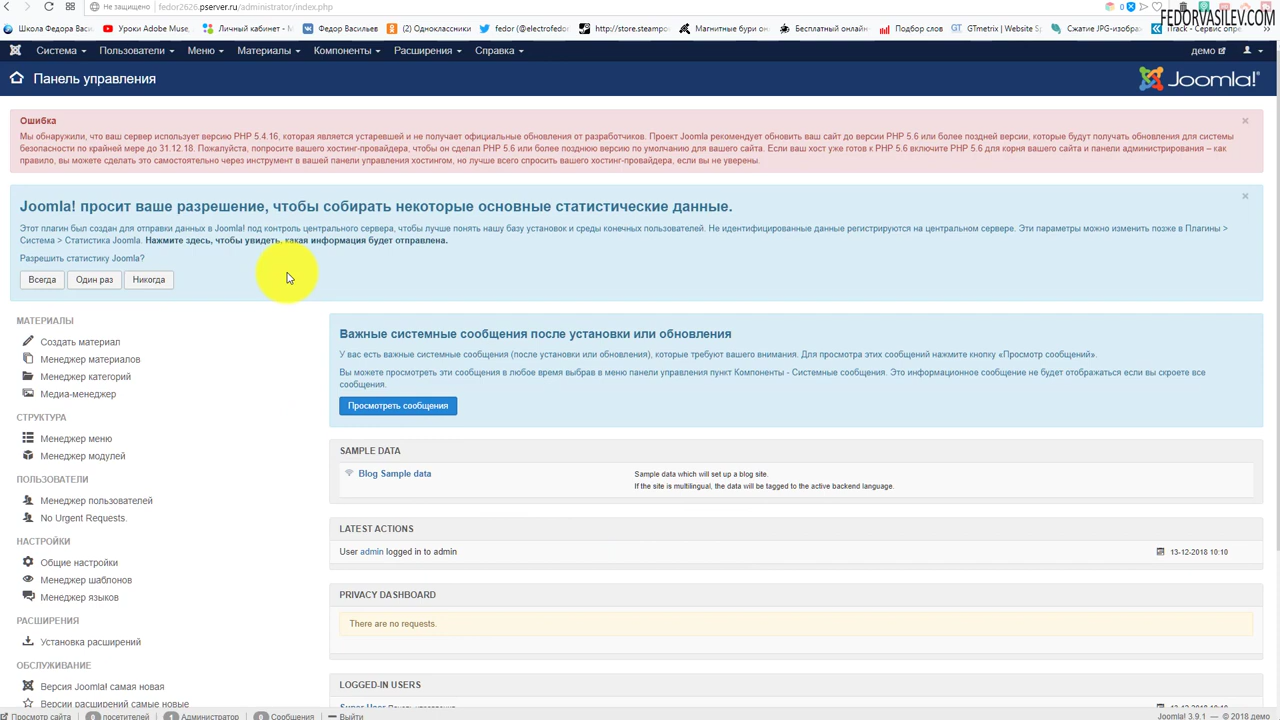 Не защищено fedor2626.pserver.ru/administrator/index.php
FEDORVASILEV.COM
Школа Федора Васи Уроки Adobe Muse, Личный кабинет - М Федор Васильев (2) Одноклассники fedor (@electrofedor http://store.steampo Магнитные бури он Бесплатный онлайн Подбор слов GTmetrix | Website S Сжатие JPG-изобра iTrack - Сервис опре
Система Пользователи Меню Материалы Компоненты Расширения Справка демо
Панель управления Joomla!®
Ошибка
Мы обнаружили, что ваш сервер использует версию PHP 5.4.16, которая является устаревшей и не получает официальные обновления от разработчиков. Проект Joomla рекомендует обновить ваш сайт до версии PHP 5.6 или более поздней версии, которые будут получать обновления для системы
безопасности по крайней мере до 31.12.18. Пожалуйста, попросите вашего хостинг-провайдера, чтобы он сделал PHP 5.6 или более позднюю версию по умолчанию для вашего сайта. Если ваш хост уже готов к PHP 5.6 включите PHP 5.6 для корня вашего сайта и панели администрирования – как
правило, вы можете сделать это самостоятельно через инструмент в вашей панели управления хостингом, но лучше всего спросить вашего хостинг-провайдера, если вы не уверены.
Joomla! просит ваше разрешение, чтобы собирать некоторые основные статистические данные.
Этот плагин был создан для отправки данных в Joomla! под контроль центрального сервера, чтобы лучше понять нашу базу установок и среды конечных пользователей. Не идентифицированные данные регистрируются на центральном сервере. Эти параметры можно изменить позже в Плагины >
Система > Статистика Joomla. Нажмите здесь, чтобы увидеть, какая информация будет отправлена.
Разрешить статистику Joomla?
Всегда Один раз Никогда
МАТЕРИАЛЫ
Создать материал
Менеджер материалов
Менеджер категорий
Медиа-менеджер
СТРУКТУРА
Менеджер меню
Менеджер модулей
ПОЛЬЗОВАТЕЛИ
Менеджер пользователей
No Urgent Requests.
НАСТРОЙКИ
Общие настройки
Менеджер шаблонов
Менеджер языков
РАСШИРЕНИЯ
Установка расширений
ОБСЛУЖИВАНИЕ
Версия Joomla! самая новая
Версии расширений самые новые
Важные системные сообщения после установки или обновления
У вас есть важные системные сообщения (после установки или обновления), которые требуют вашего внимания. Для просмотра этих сообщений нажмите кнопку «Просмотр сообщений».
Вы можете просмотреть эти сообщения в любое время выбрав в меню панели управления пункт Компоненты - Системные сообщения. Это информационное сообщение не будет отображаться если вы скроете все
сообщения.
Просмотреть сообщения
SAMPLE DATA
Blog Sample data Sample data which will set up a blog site.
If the site is multilingual, the data will be tagged to the active backend language.
LATEST ACTIONS
User admin logged in to admin 13-12-2018 10:10
PRIVACY DASHBOARD
There are no requests.
LOGGED-IN USERS
Super User Панель управления 13-12-2018 10:10
Просмотр сайта 0 посетителей 1 Администратор 0 Сообщения Выйти Joomla! 3.9.1 — © 2018 демо